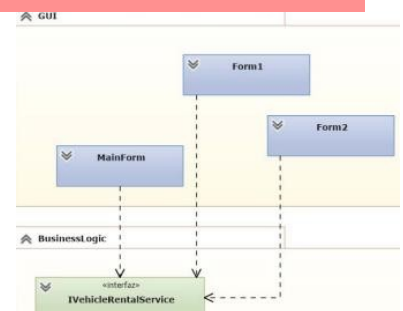 GUI
Form1
Form2
MainForm
BusinessLogic
«interfaz»
IVehicleRentalService